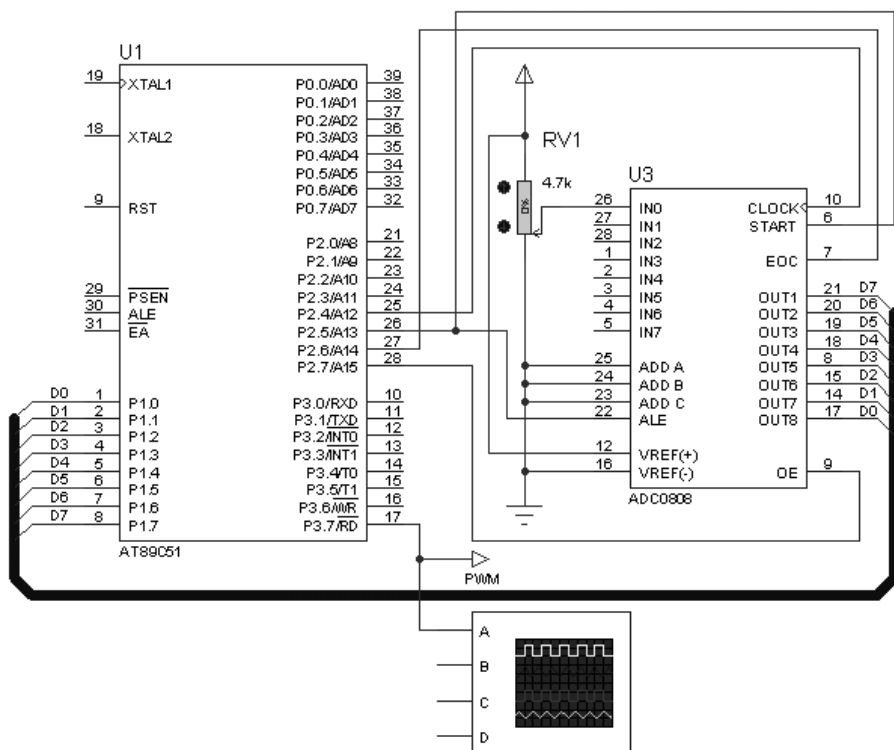 U1
19 XTAL1
18 XTAL2
9 RST
29 PSEN
30 ALE
31 EA
D0 1 P1.0
D1 2 P1.1
D2 3 P1.2
D3 4 P1.3
D4 5 P1.4
D5 6 P1.5
D6 7 P1.6
D7 8 P1.7
P0.0/AD0 39
P0.1/AD1 38
P0.2/AD2 37
P0.3/AD3 36
P0.4/AD4 35
P0.5/AD5 34
P0.6/AD6 33
P0.7/AD7 32
P2.0/A8 21
P2.1/A9 22
P2.2/A10 23
P2.3/A11 24
P2.4/A12 25
P2.5/A13 26
P2.6/A14 27
P2.7/A15 28
P3.0/RXD 10
P3.1/TXD 11
P3.2/INT0 12
P3.3/INT1 13
P3.4/T0 14
P3.5/T1 15
P3.6/WR 16
P3.7/RD 17
AT89C51
RV1
4.7k
0%
U3
26 IN0
27 IN1
28 IN2
1 IN3
2 IN4
3 IN5
4 IN6
5 IN7
25 ADD A
24 ADD B
23 ADD C
22 ALE
12 VREF(+)
16 VREF(-)
CLOCK 10
START 6
EOC 7
OUT1 21 D7
OUT2 20 D6
OUT3 19 D5
OUT4 18 D4
OUT5 8 D3
OUT6 15 D2
OUT7 14 D1
OUT8 17 D0
OE 9
ADC0808
PWM
A
B
C
D